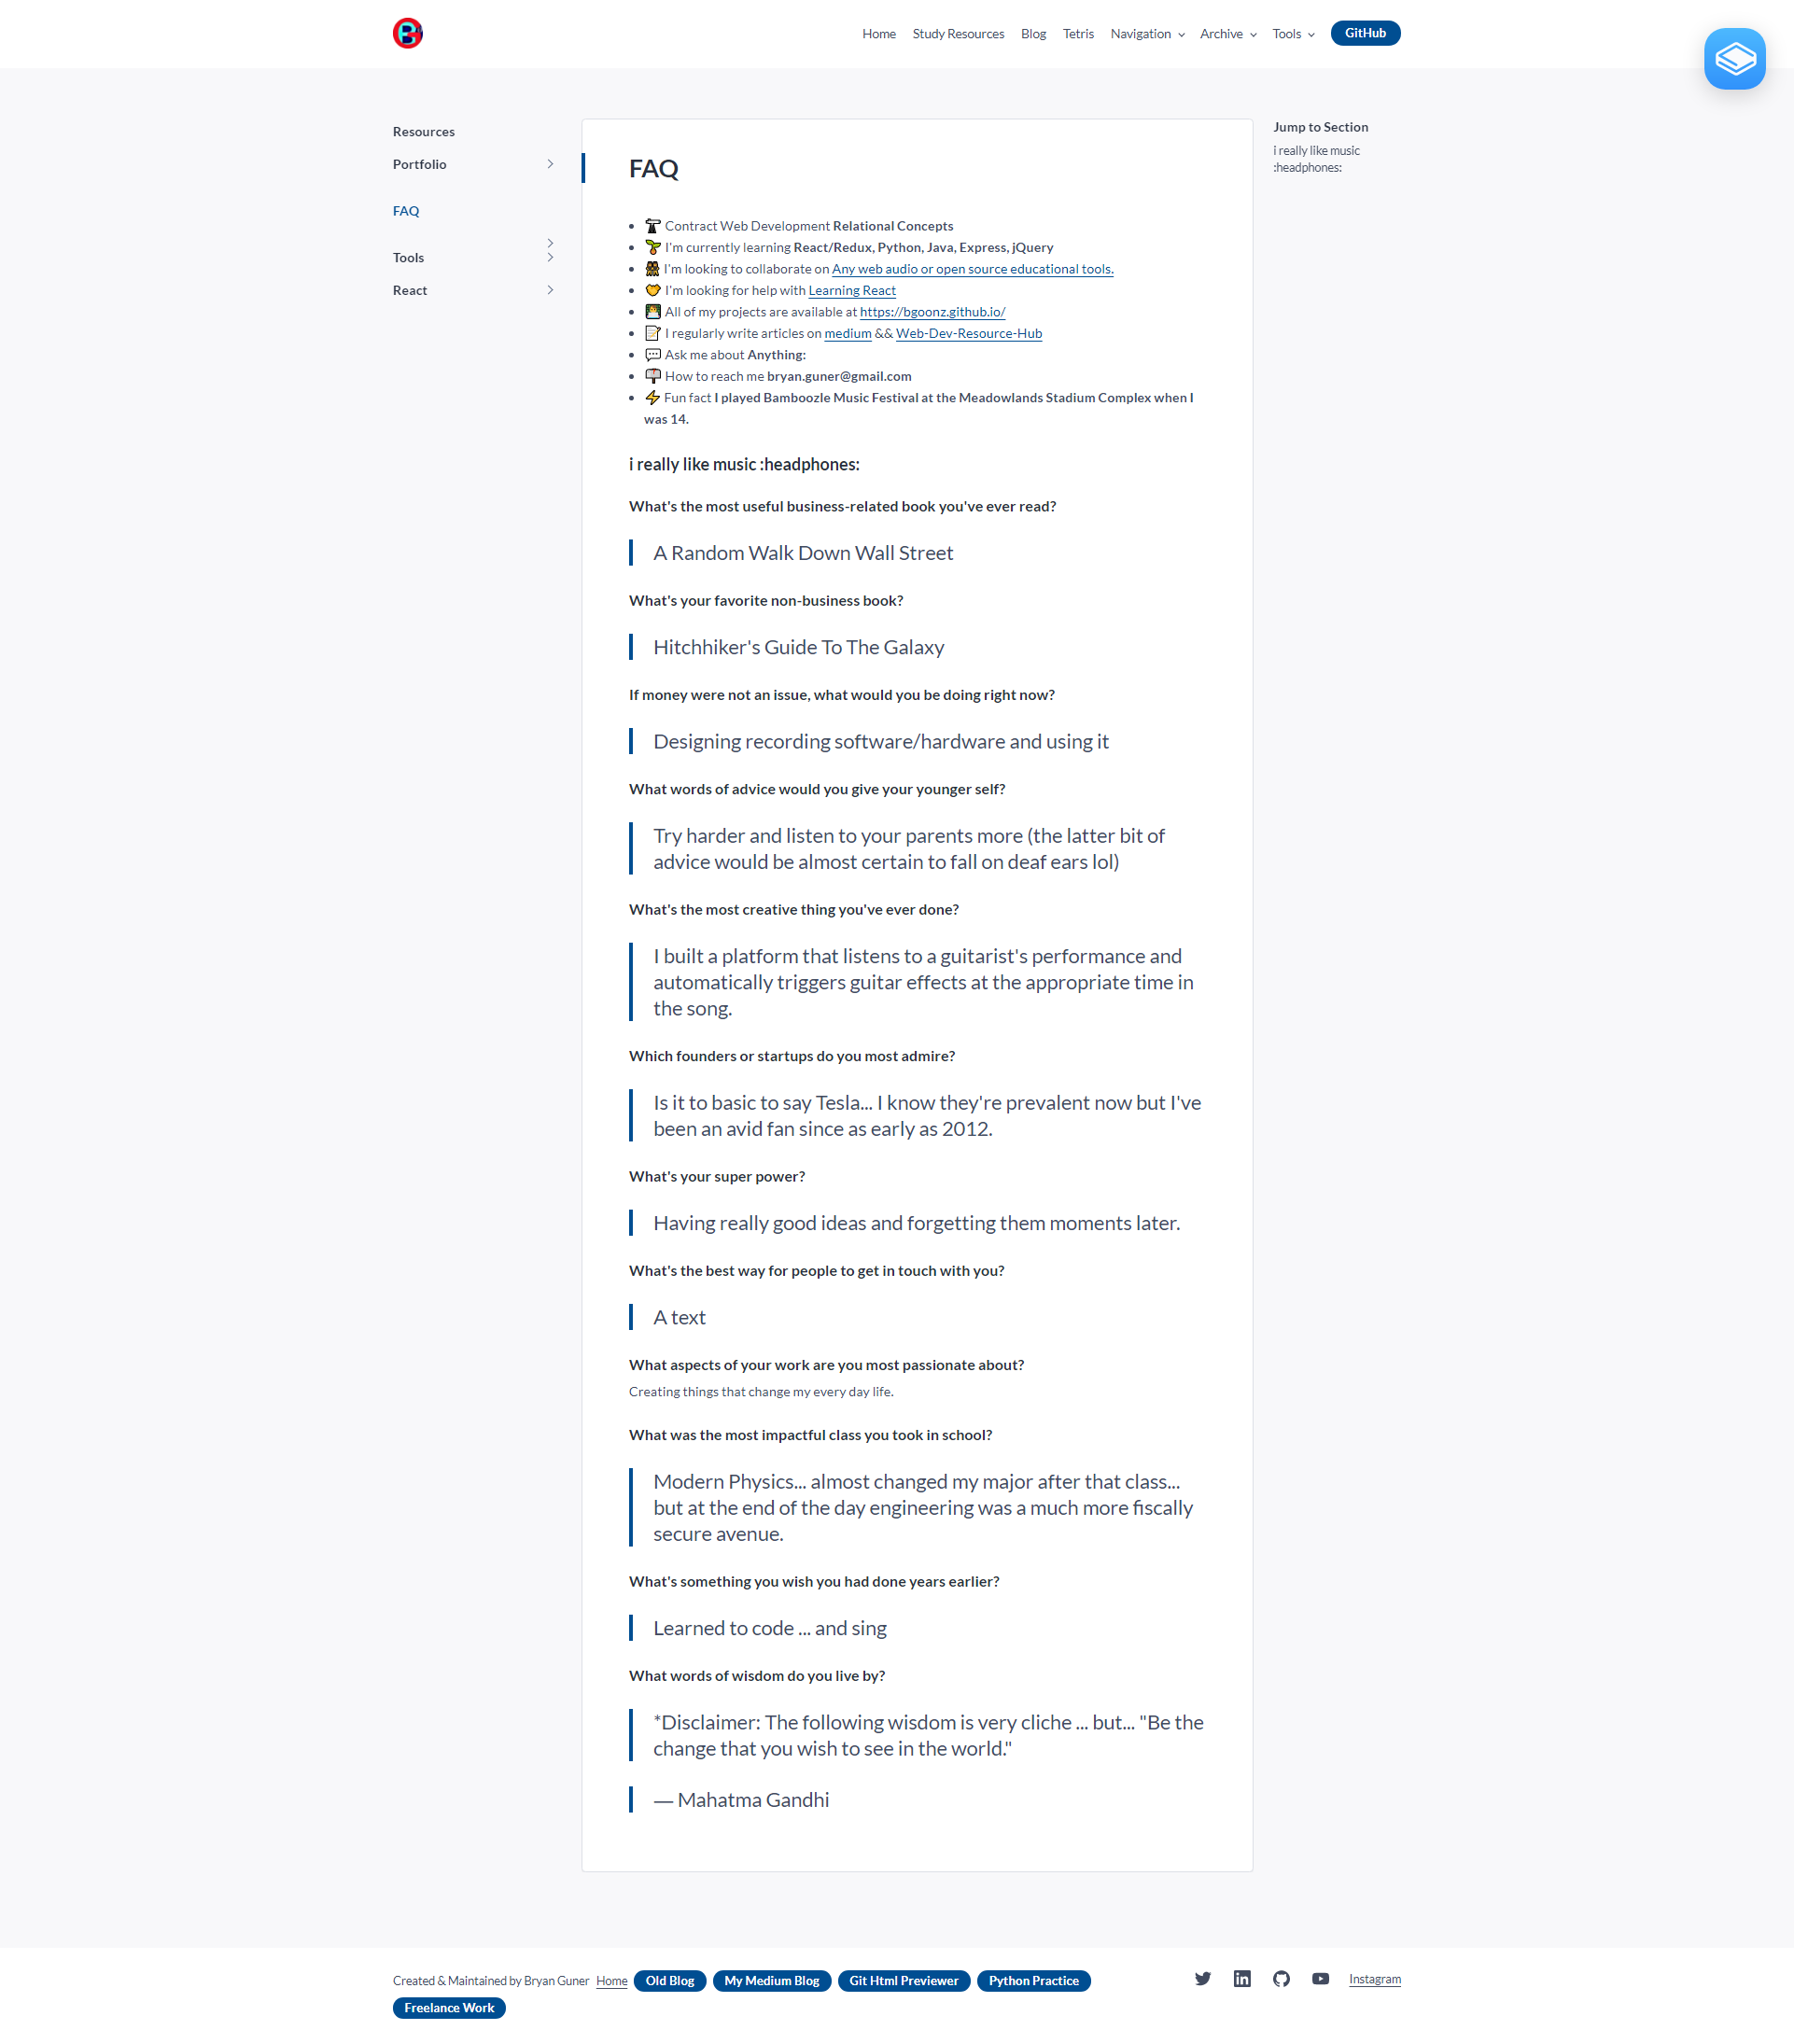 Home Study Resources Blog Tetris Navigation Archive Tools GitHub
Resources
Portfolio
FAQ
Tools
React
FAQ
Contract Web Development Relational Concepts
I'm currently learning React/Redux, Python, Java, Express, jQuery
I'm looking to collaborate on Any web audio or open source educational tools.
I'm looking for help with Learning React
All of my projects are available at https://bgoonz.github.io/
I regularly write articles on medium && Web-Dev-Resource-Hub
Ask me about Anything:
How to reach me bryan.guner@gmail.com
Fun fact I played Bamboozle Music Festival at the Meadowlands Stadium Complex when I
was 14.
i really like music :headphones:
What's the most useful business-related book you've ever read?
A Random Walk Down Wall Street
What's your favorite non-business book?
Hitchhiker's Guide To The Galaxy
If money were not an issue, what would you be doing right now?
Designing recording software/hardware and using it
What words of advice would you give your younger self?
Try harder and listen to your parents more (the latter bit of
advice would be almost certain to fall on deaf ears lol)
What's the most creative thing you've ever done?
I built a platform that listens to a guitarist's performance and
automatically triggers guitar effects at the appropriate time in
the song.
Which founders or startups do you most admire?
Is it to basic to say Tesla... I know they're prevalent now but I've
been an avid fan since as early as 2012.
What's your super power?
Having really good ideas and forgetting them moments later.
What's the best way for people to get in touch with you?
A text
What aspects of your work are you most passionate about?
Creating things that change my every day life.
What was the most impactful class you took in school?
Modern Physics... almost changed my major after that class...
but at the end of the day engineering was a much more fiscally
secure avenue.
What's something you wish you had done years earlier?
Learned to code ... and sing
What words of wisdom do you live by?
*Disclaimer: The following wisdom is very cliche ... but... "Be the
change that you wish to see in the world."
— Mahatma Gandhi
Jump to Section
i really like music
:headphones:
Created & Maintained by Bryan Guner Home Old Blog My Medium Blog Git Html Previewer Python Practice
Freelance Work
Instagram